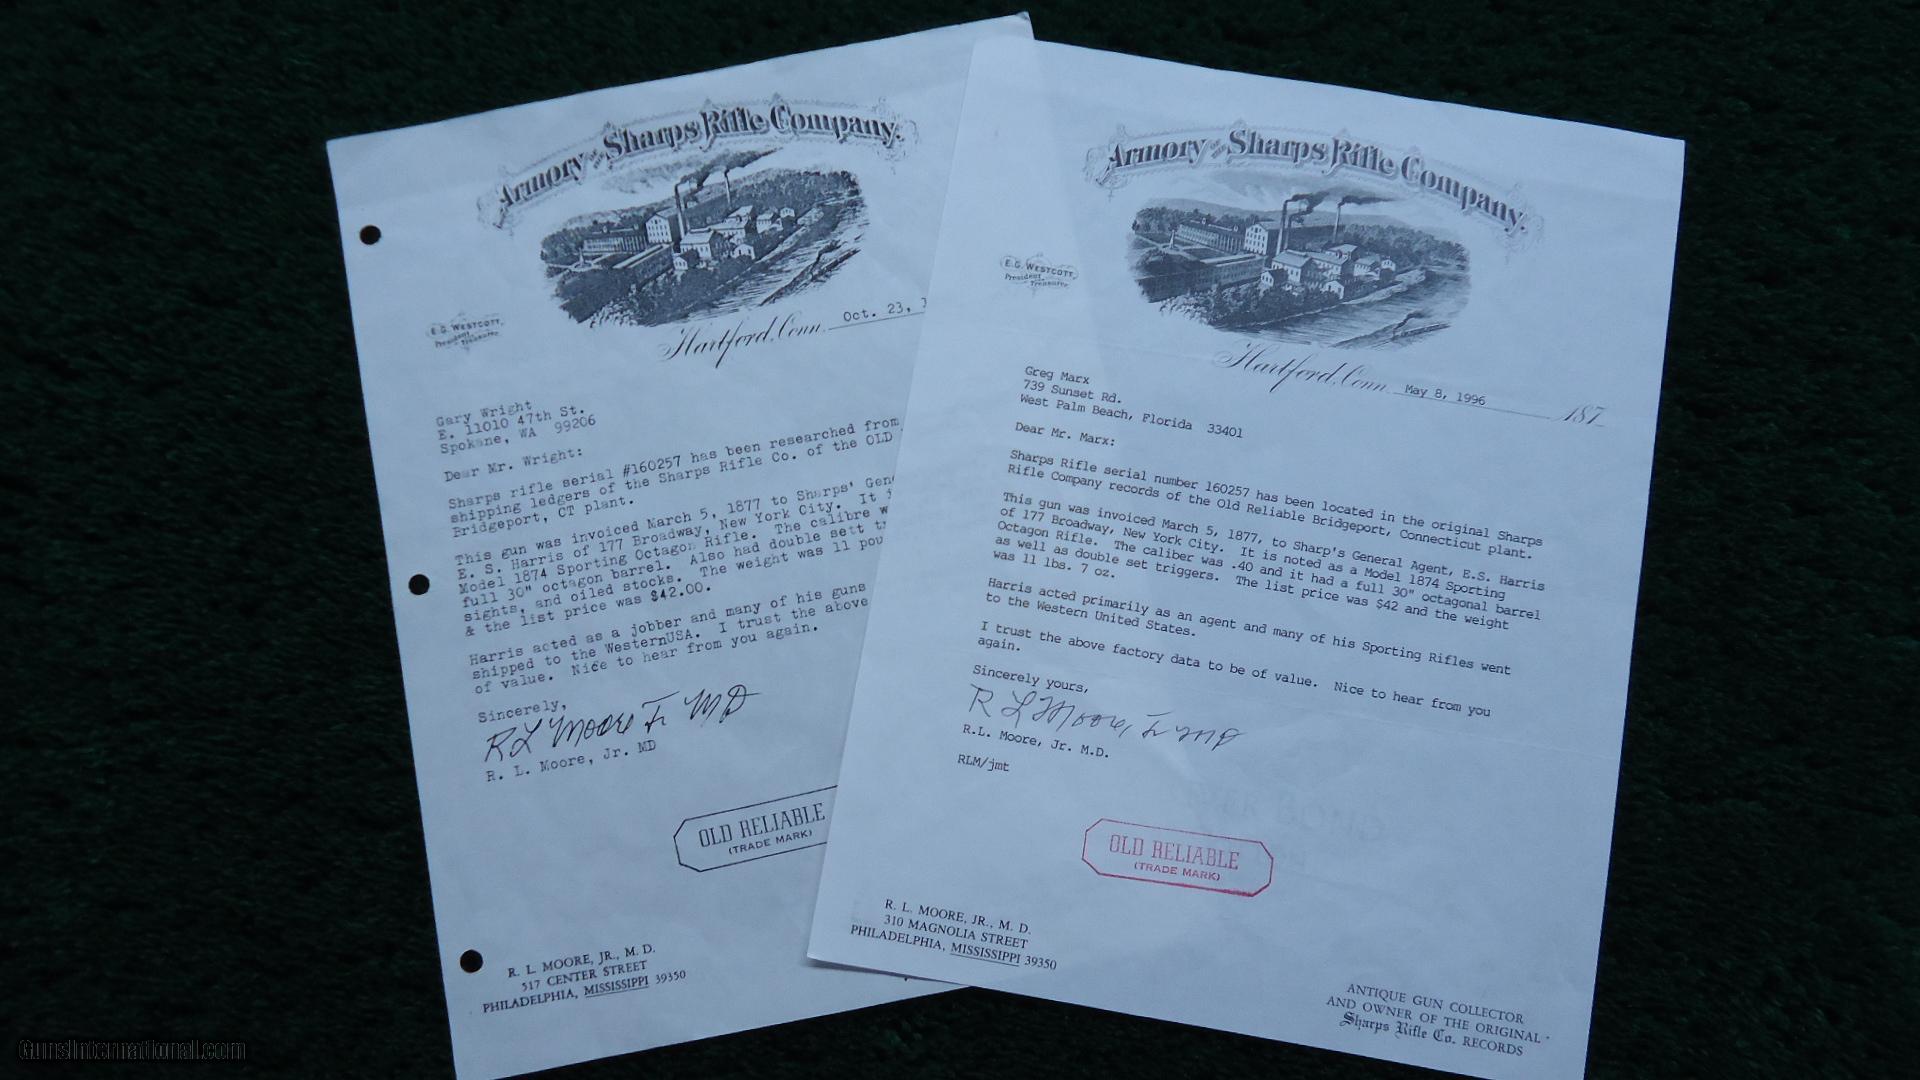 Armory OF THE Sharps Rifle Company.
E.G. WESTCOTT,
President
Treasurer
Hartford, Conn. Oct. 23,
Gary Wright
E. 11010 47th St.
Spokane, WA 99206
Dear Mr. Wright:
Sharps rifle serial #160257 has been researched from
shipping ledgers of the Sharps Rifle Co. of the OLD
Bridgeport, CT plant.
This gun was invoiced March 5, 1877 to Sharps' Gen
E. S. Harris of 177 Broadway, New York City. It
Model 1874 Sporting Octagon Rifle. The calibre
full 30" octagon barrel. Also had double sett
sights, and oiled stocks. The weight was 11 pou
& the list price was $42.00.
Harris acted as a jobber and many of his guns
shipped to the WesternUSA. I trust the above
of value. Nice to hear from you again.
Sincerely,
R L Moore Jr MD
R. L. Moore, Jr. MD
OLD RELIABLE
(TRADE MARK)
R. L. MOORE, JR., M. D.
517 CENTER STREET
PHILADELPHIA, MISSISSIPPI 39350
Armory OF THE Sharps Rifle Company.
E.G. WESTCOTT,
President
Treasurer
Hartford, Conn. May 8, 1996 187
Greg Marx
739 Sunset Rd.
West Palm Beach, Florida 33401
Dear Mr. Marx:
Sharps Rifle serial number 160257 has been located in the original Sharps
Rifle Company records of the Old Reliable Bridgeport, Connecticut plant.
This gun was invoiced March 5, 1877, to Sharp's General Agent, E.S. Harris
of 177 Broadway, New York City. It is noted as a Model 1874 Sporting
Octagon Rifle. The caliber was .40 and it had a full 30" octagonal barrel
as well as double set triggers. The list price was $42 and the weight
was 11 lbs. 7 oz.
Harris acted primarily as an agent and many of his Sporting Rifles went
to the Western United States.
I trust the above factory data to be of value. Nice to hear from you
again.
Sincerely yours,
R L Moore, Jr MD
R.L. Moore, Jr. M.D.
RLM/jmt
OLD RELIABLE
(TRADE MARK)
R. L. MOORE, JR., M. D.
310 MAGNOLIA STREET
PHILADELPHIA, MISSISSIPPI 39350
ANTIQUE GUN COLLECTOR
AND OWNER OF THE ORIGINAL
Sharps Rifle Co. RECORDS
GunsInternational.com